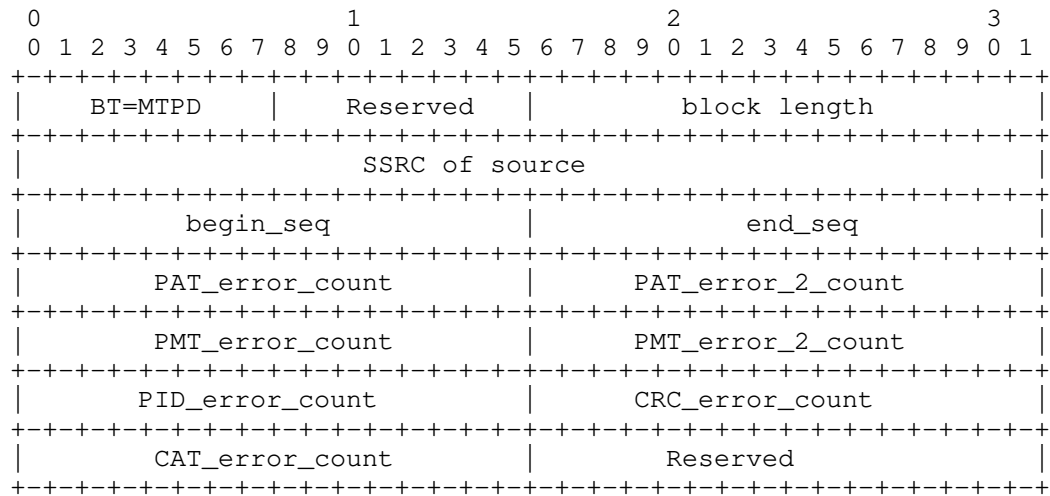 0                   1                   2                   3
 0 1 2 3 4 5 6 7 8 9 0 1 2 3 4 5 6 7 8 9 0 1 2 3 4 5 6 7 8 9 0 1
+-+-+-+-+-+-+-+-+-+-+-+-+-+-+-+-+-+-+-+-+-+-+-+-+-+-+-+-+-+-+-+-+
|    BT=MTPD    |    Reserved   |         block length          |
+-+-+-+-+-+-+-+-+-+-+-+-+-+-+-+-+-+-+-+-+-+-+-+-+-+-+-+-+-+-+-+-+
|                     SSRC of source                            |
+-+-+-+-+-+-+-+-+-+-+-+-+-+-+-+-+-+-+-+-+-+-+-+-+-+-+-+-+-+-+-+-+
|          begin_seq            |             end_seq           |
+-+-+-+-+-+-+-+-+-+-+-+-+-+-+-+-+-+-+-+-+-+-+-+-+-+-+-+-+-+-+-+-+
|        PAT_error_count        |      PAT_error_2_count        |
+-+-+-+-+-+-+-+-+-+-+-+-+-+-+-+-+-+-+-+-+-+-+-+-+-+-+-+-+-+-+-+-+
|        PMT_error_count        |      PMT_error_2_count        |
+-+-+-+-+-+-+-+-+-+-+-+-+-+-+-+-+-+-+-+-+-+-+-+-+-+-+-+-+-+-+-+-+
|       PID_error_count         |      CRC_error_count          |
+-+-+-+-+-+-+-+-+-+-+-+-+-+-+-+-+-+-+-+-+-+-+-+-+-+-+-+-+-+-+-+-+
|        CAT_error_count        |        Reserved               |
+-+-+-+-+-+-+-+-+-+-+-+-+-+-+-+-+-+-+-+-+-+-+-+-+-+-+-+-+-+-+-+-+